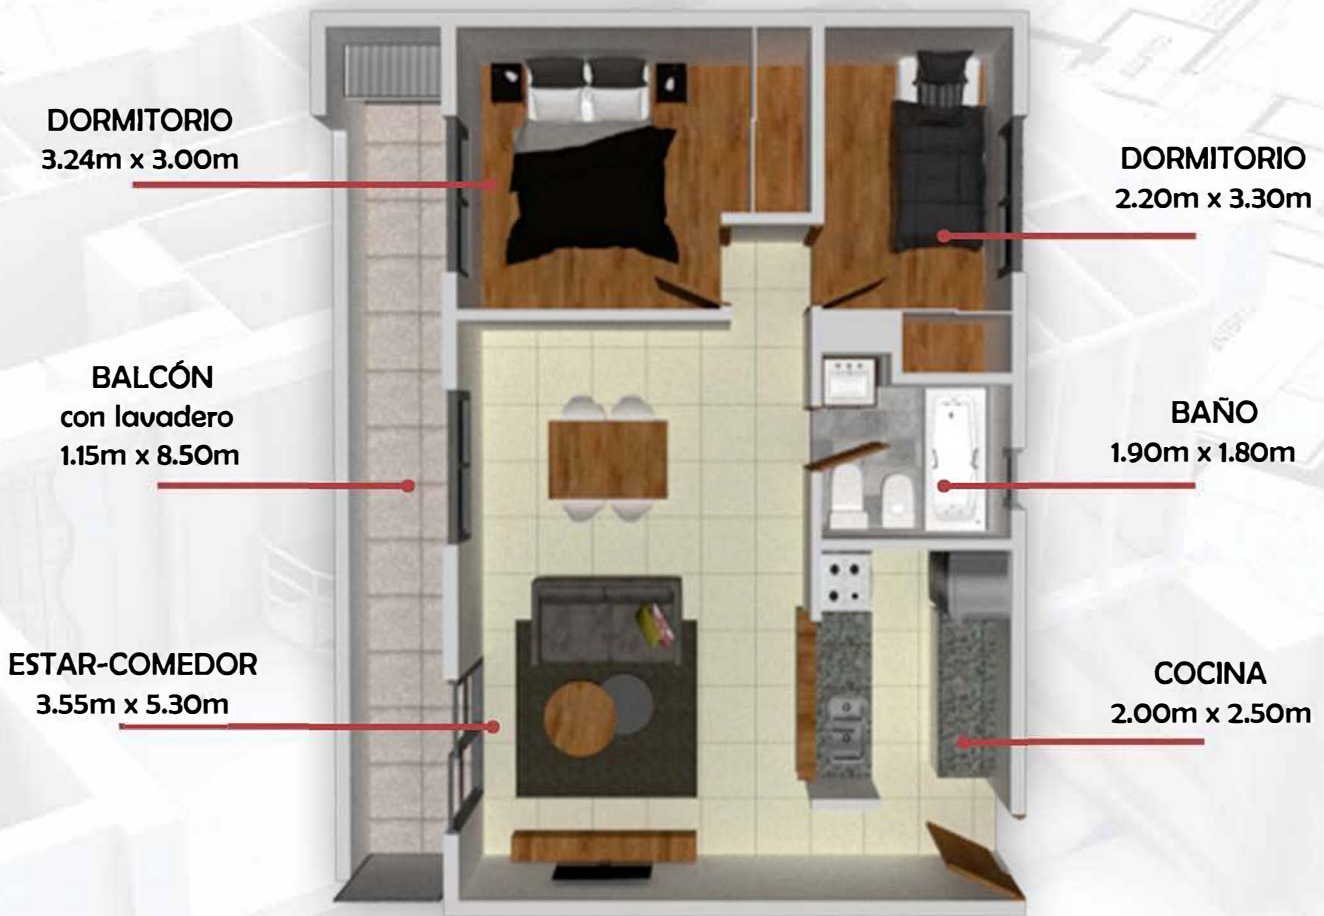 DORMITORIO
3.24m x 3.00m
BALCÓN
con lavadero
1.15m x 8.50m
ESTAR-COMEDOR
3.55m x 5.30m
DORMITORIO
2.20m x 3.30m
BAÑO
1.90m x 1.80m
COCINA
2.00m x 2.50m